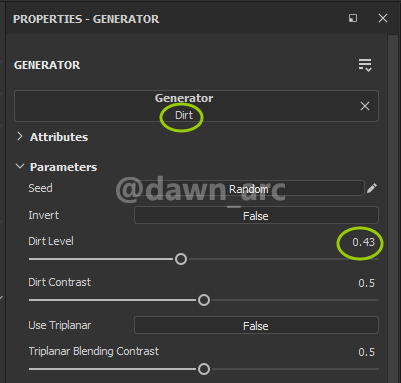 PROPERTIES - GENERATOR
GENERATOR
Generator
Dirt
Attributes
Parameters
@dawn_arc
Seed Random
Invert False
Dirt Level 0.43
Dirt Contrast 0.5
Use Triplanar False
Triplanar Blending Contrast 0.5